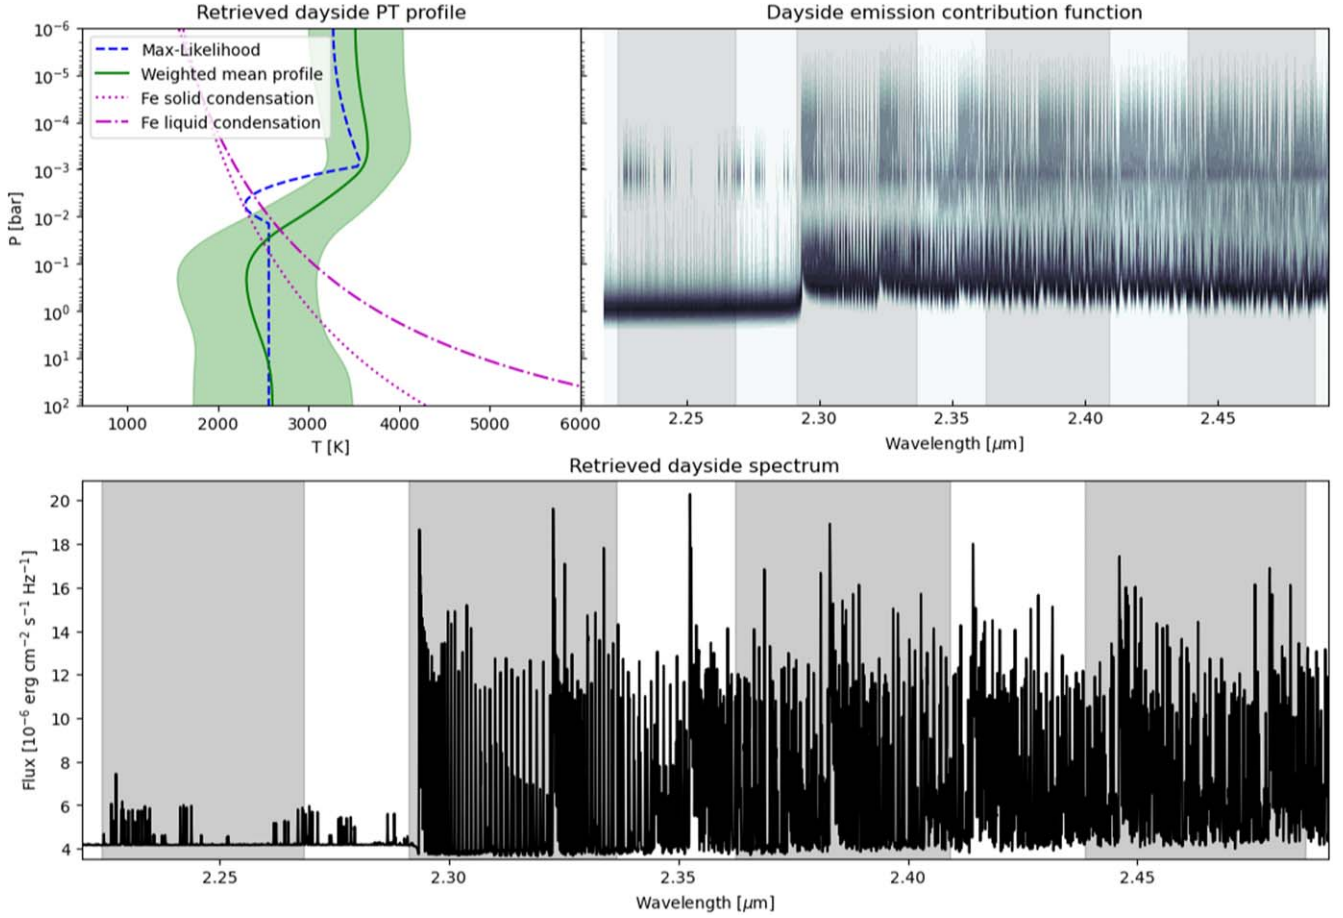 Retrieved dayside PT profile
Dayside emission contribution function
Max-Likelihood
Weighted mean profile
Fe solid condensation
Fe liquid condensation
P [bar]
10⁻⁶
10⁻⁵
10⁻⁴
10⁻³
10⁻²
10⁻¹
10⁰
10¹
10²
1000 2000 3000 4000 5000 6000
T [K]
2.25 2.30 2.35 2.40 2.45
Wavelength [μm]
Retrieved dayside spectrum
Flux [10⁻⁶ erg cm⁻² s⁻¹ Hz⁻¹]
20
18
16
14
12
10
8
6
4
2.25 2.30 2.35 2.40 2.45
Wavelength [μm]